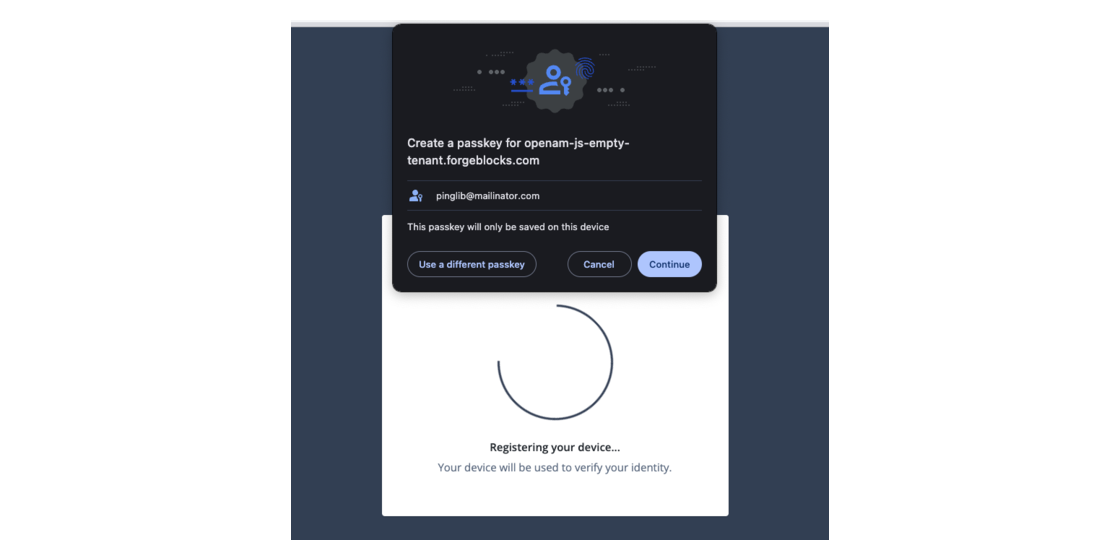 Create a passkey for openam-js-empty-
tenant.forgeblocks.com
pinglib@mailinator.com
This passkey will only be saved on this device
Use a different passkey
Cancel
Continue
Registering your device...
Your device will be used to verify your identity.